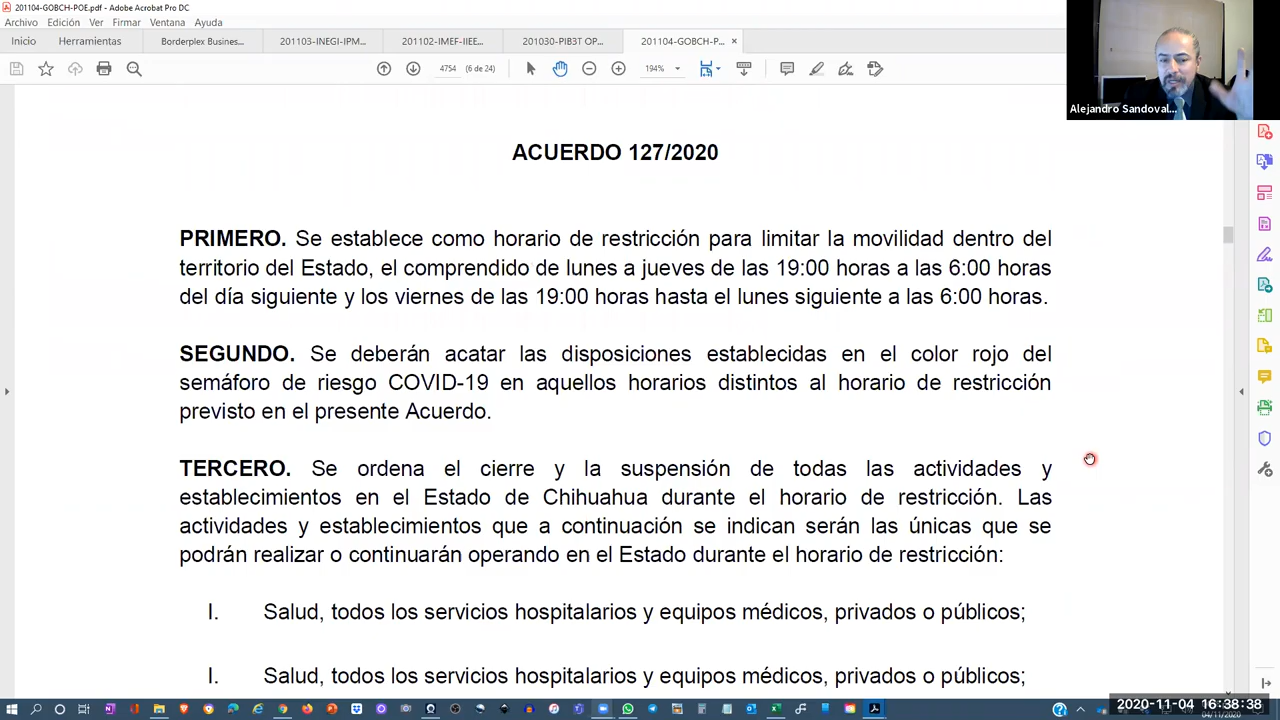 201104-GOBCH-POE.pdf - Adobe Acrobat Pro DC
Archivo Edición Ver Firmar Ventana Ayuda
Inicio Herramientas Borderplex Busines... 201103-INEGI-IPM... 201102-IMEF-IIEE... 201030-PIB3T OP... 201104-GOBCH-P... ×
4754 (6 de 24) 194%
Alejandro Sandoval...
ACUERDO 127/2020
PRIMERO. Se establece como horario de restricción para limitar la movilidad dentro del
territorio del Estado, el comprendido de lunes a jueves de las 19:00 horas a las 6:00 horas
del día siguiente y los viernes de las 19:00 horas hasta el lunes siguiente a las 6:00 horas.
SEGUNDO. Se deberán acatar las disposiciones establecidas en el color rojo del
semáforo de riesgo COVID-19 en aquellos horarios distintos al horario de restricción
previsto en el presente Acuerdo.
TERCERO. Se ordena el cierre y la suspensión de todas las actividades y
establecimientos en el Estado de Chihuahua durante el horario de restricción. Las
actividades y establecimientos que a continuación se indican serán las únicas que se
podrán realizar o continuarán operando en el Estado durante el horario de restricción:
I. Salud, todos los servicios hospitalarios y equipos médicos, privados o públicos;
I. Salud, todos los servicios hospitalarios y equipos médicos, privados o públicos;
2020-11-04 16:38:38
04/11/2020